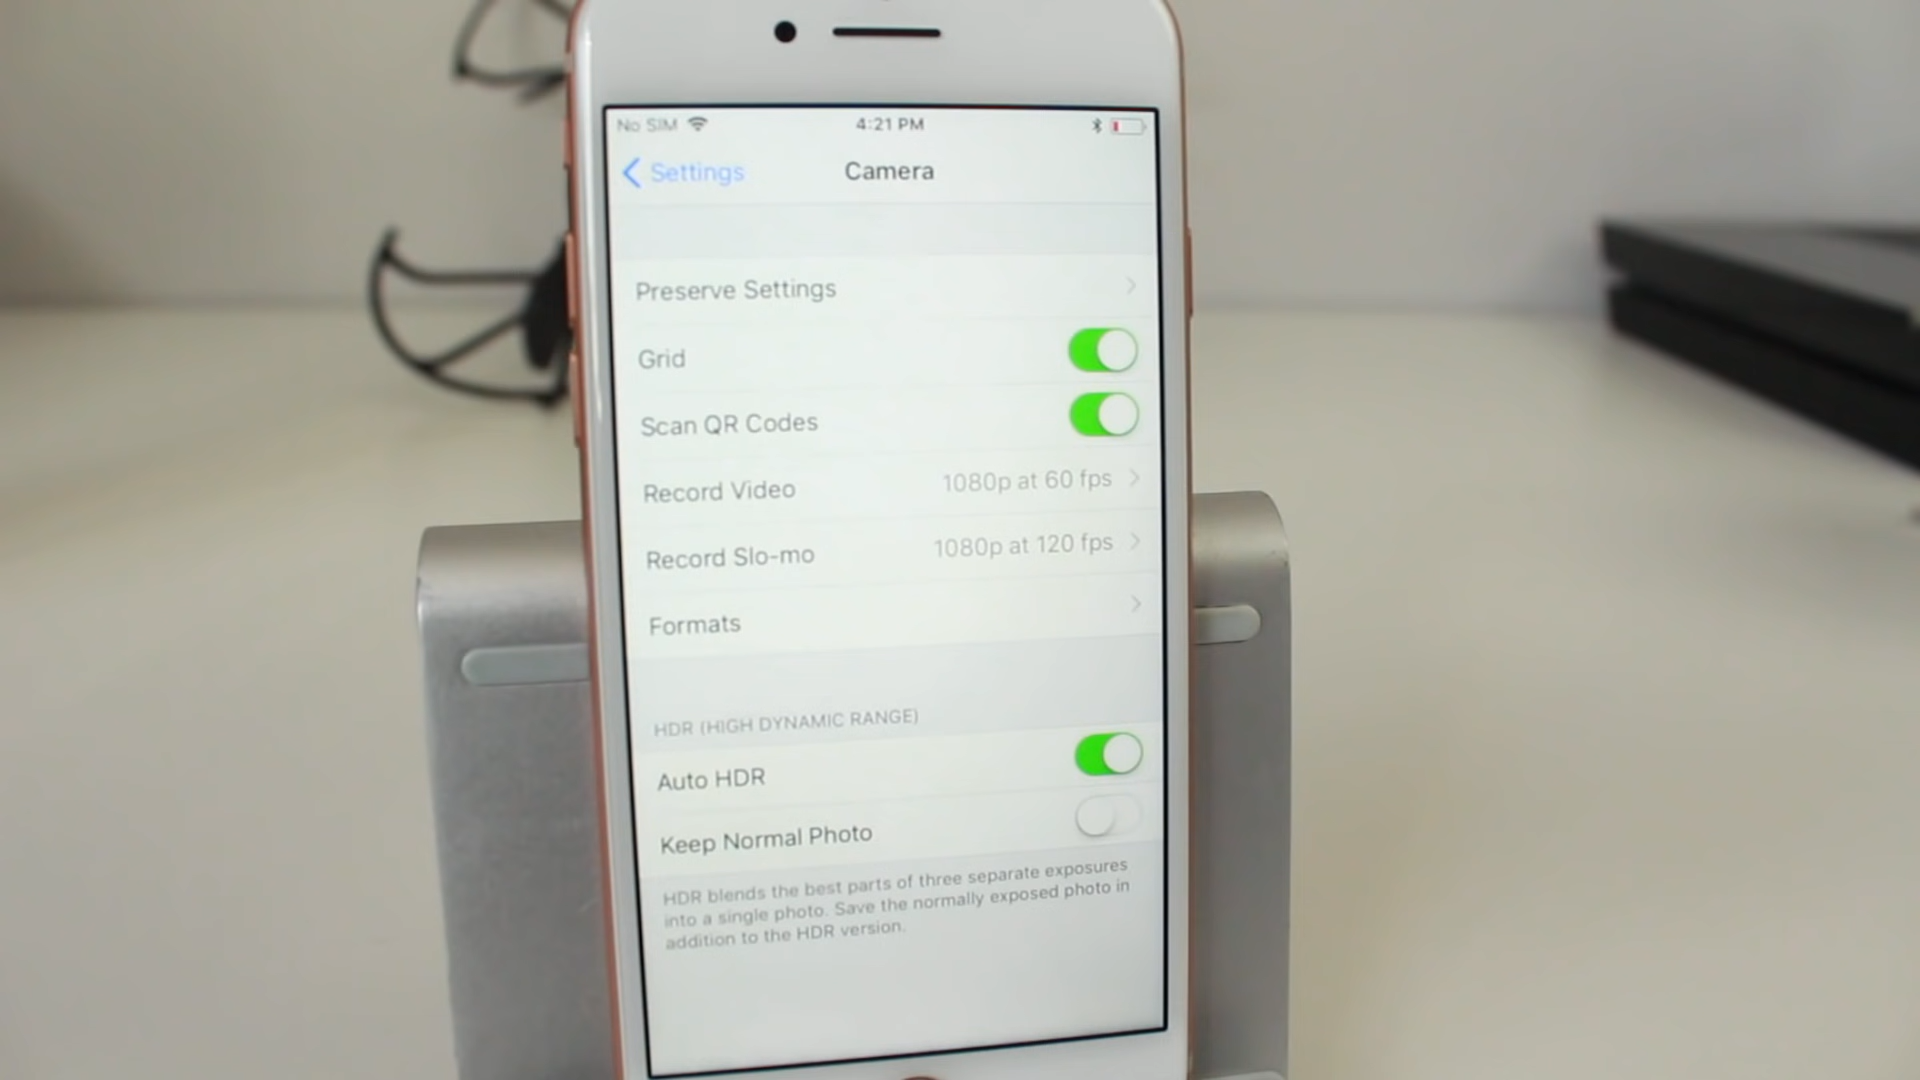 No SIM 4:21 PM
Settings Camera
Preserve Settings
Grid
Scan QR Codes
Record Video 1080p at 60 fps
Record Slo-mo 1080p at 120 fps
Formats
HDR (HIGH DYNAMIC RANGE)
Auto HDR
Keep Normal Photo
HDR blends the best parts of three separate exposures
into a single photo. Save the normally exposed photo in
addition to the HDR version.